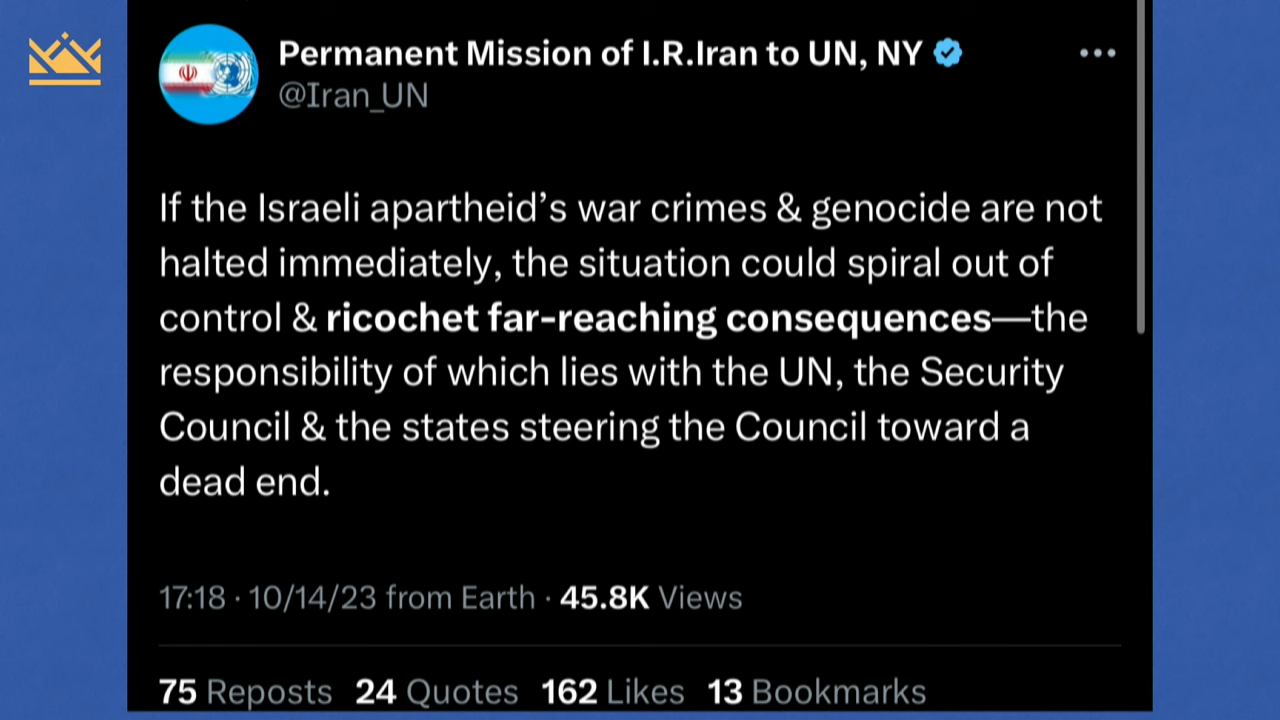 Permanent Mission of I.R.Iran to UN, NY
@Iran_UN
If the Israeli apartheid’s war crimes & genocide are not
halted immediately, the situation could spiral out of
control & ricochet far-reaching consequences—the
responsibility of which lies with the UN, the Security
Council & the states steering the Council toward a
dead end.
17:18 · 10/14/23 from Earth · 45.8K Views
75 Reposts 24 Quotes 162 Likes 13 Bookmarks